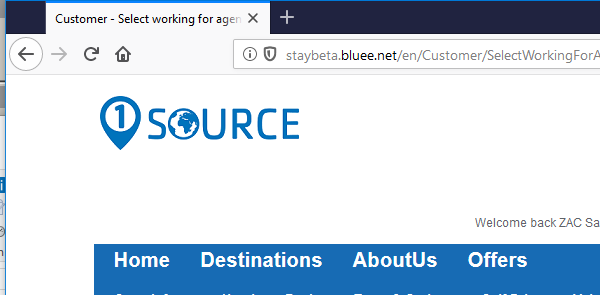 Customer - Select working for agen
staybeta.bluee.net/en/Customer/SelectWorkingForA
1 SOURCE
Welcome back ZAC Sa
Home Destinations AboutUs Offers